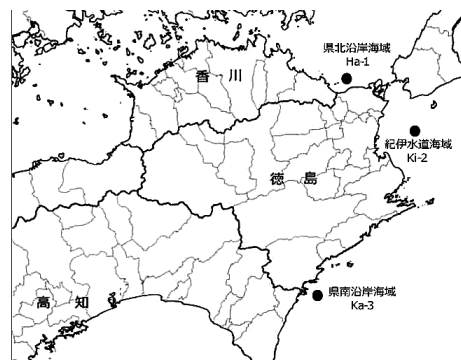 県北沿岸海域
Ha-1
香川
紀伊水道海域
Ki-2
徳島
県南沿岸海域
Ka-3
高知